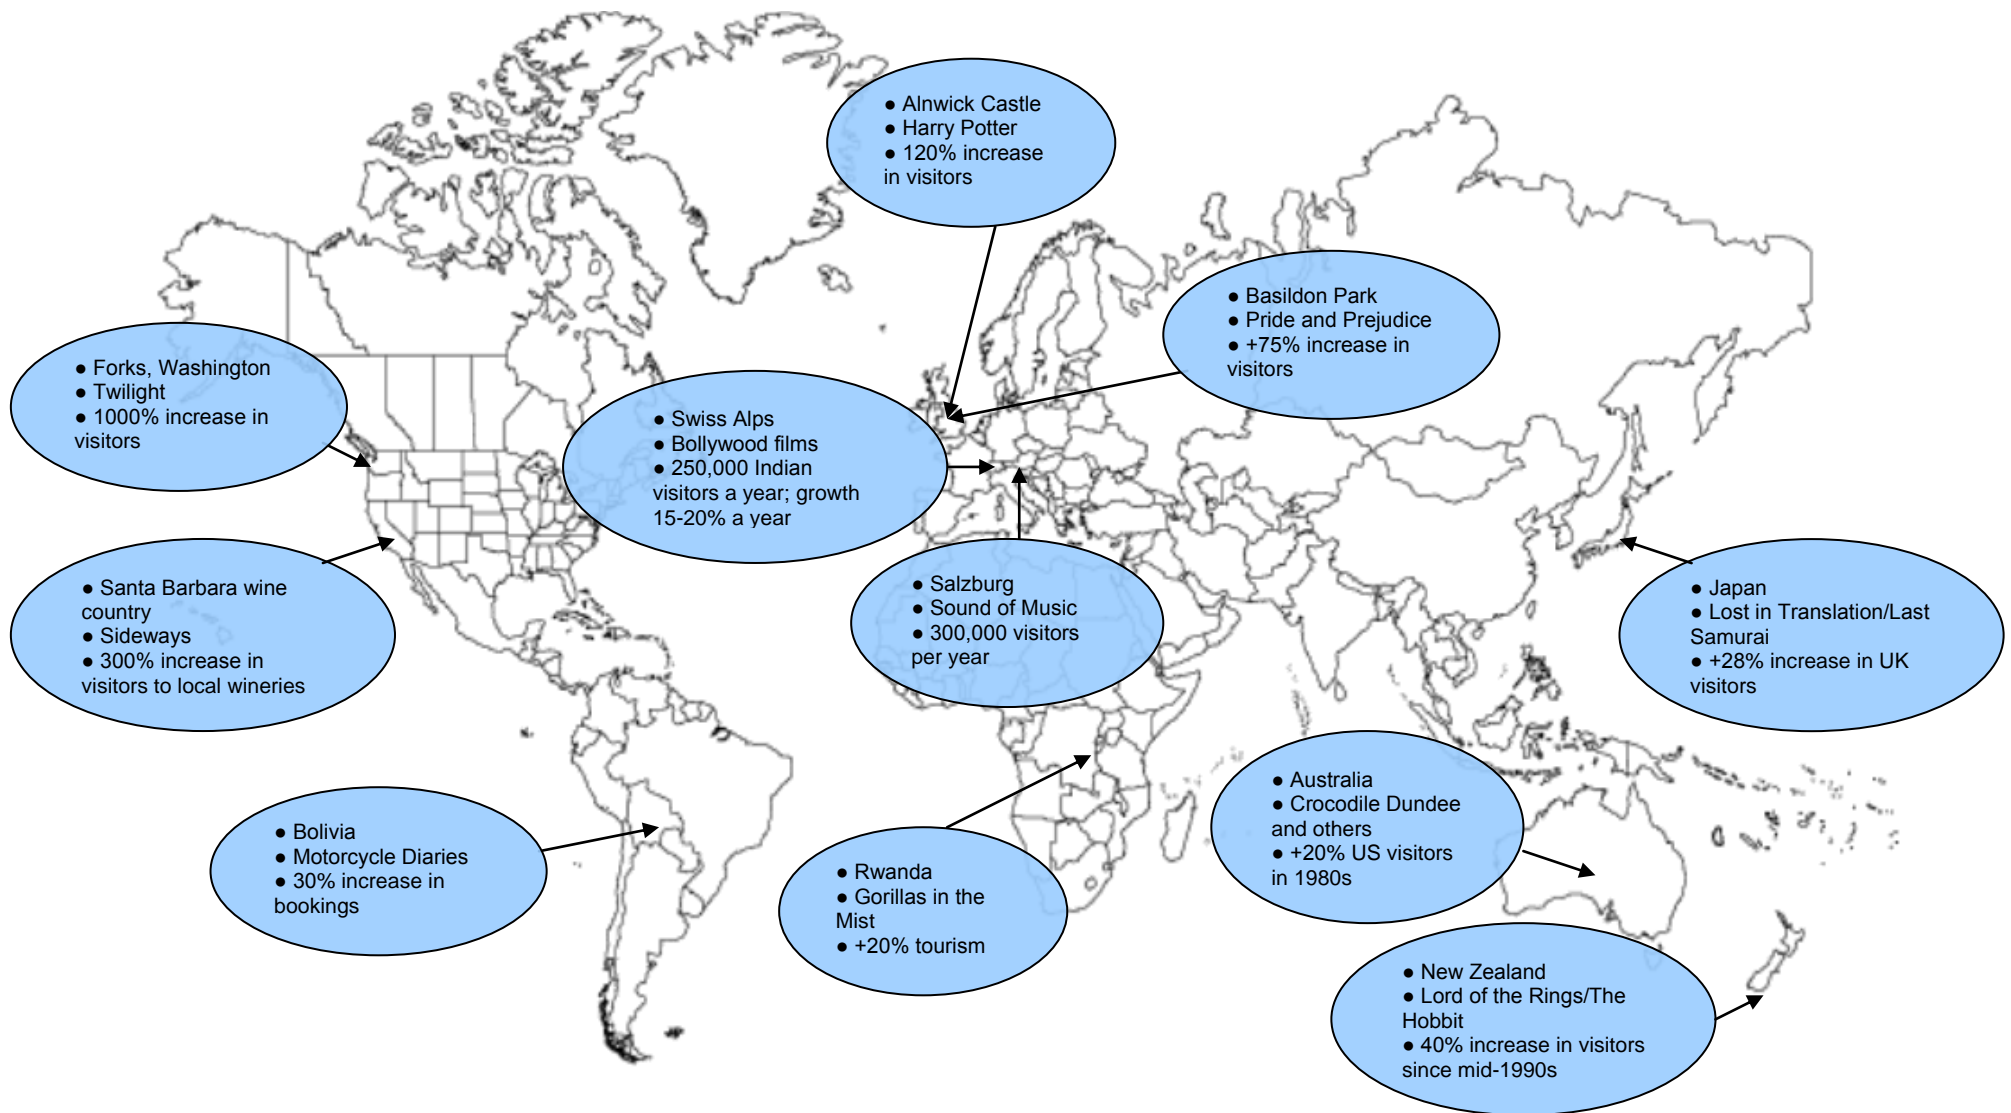 ● Alnwick Castle
● Harry Potter
● 120% increase
in visitors
● Basildon Park
● Pride and Prejudice
● +75% increase in
visitors
● Forks, Washington
● Twilight
● 1000% increase in
visitors
● Swiss Alps
● Bollywood films
● 250,000 Indian
visitors a year; growth
15-20% a year
● Santa Barbara wine
country
● Sideways
● 300% increase in
visitors to local wineries
● Salzburg
● Sound of Music
● 300,000 visitors
per year
● Japan
● Lost in Translation/Last
Samurai
● +28% increase in UK
visitors
● Bolivia
● Motorcycle Diaries
● 30% increase in
bookings
● Rwanda
● Gorillas in the
Mist
● +20% tourism
● Australia
● Crocodile Dundee
and others
● +20% US visitors
in 1980s
● New Zealand
● Lord of the Rings/The
Hobbit
● 40% increase in visitors
since mid-1990s